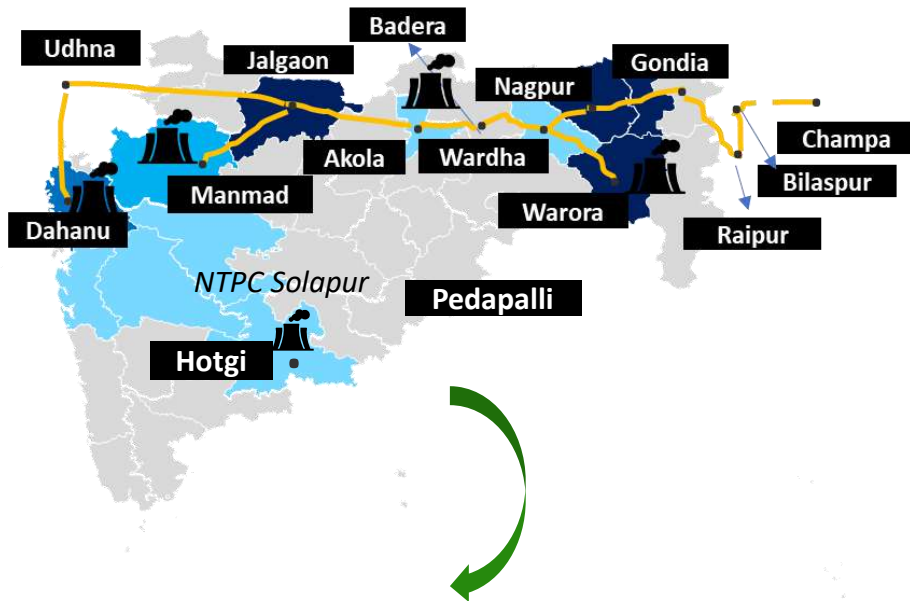 Badera
Udhna
Jalgaon
Nagpur
Gondia
Akola
Wardha
Champa
Manmad
Bilaspur
Dahanu
Warora
Raipur
NTPC Solapur
Pedapalli
Hotgi